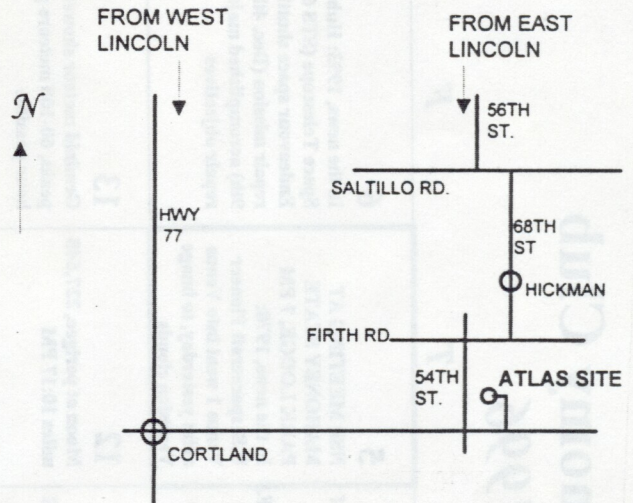 FROM WEST
LINCOLN
FROM EAST
LINCOLN
N
56TH
ST.
SALTILLO RD.
HWY
77
68TH
ST
HICKMAN
FIRTH RD.
54TH
ST.
ATLAS SITE
CORTLAND